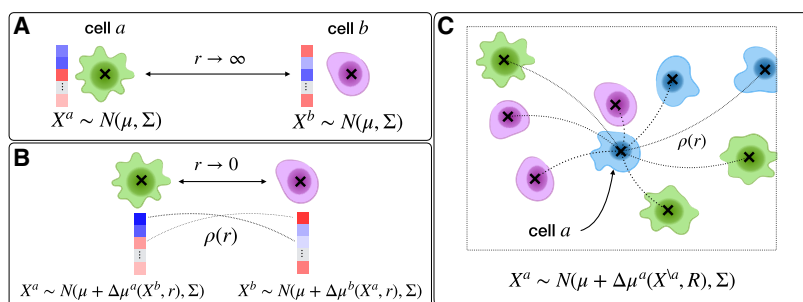 A
cell a
cell b
r → ∞
⋮
⋮
X^a ∼ N(μ, Σ)
X^b ∼ N(μ, Σ)
B
r → 0
ρ(r)
⋮
⋮
X^a ∼ N(μ + Δμ^a(X^b, r), Σ)
X^b ∼ N(μ + Δμ^b(X^a, r), Σ)
C
ρ(r)
cell a
X^a ∼ N(μ + Δμ^a(X^{\a}, R), Σ)